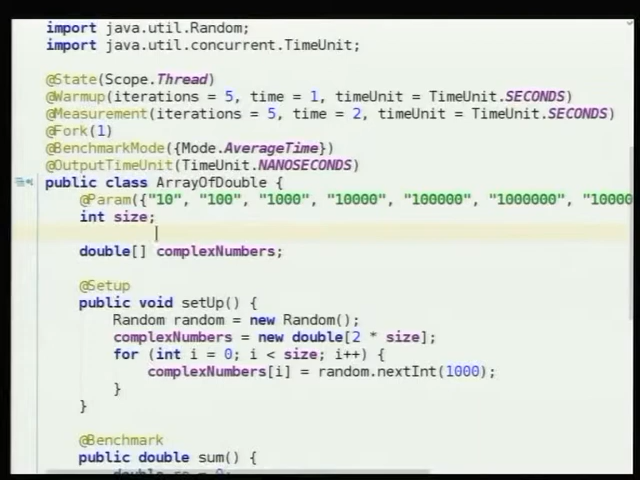 import java.util.Random;
import java.util.concurrent.TimeUnit;
@State(Scope.Thread)
@Warmup(iterations = 5, time = 1, timeUnit = TimeUnit.SECONDS)
@Measurement(iterations = 5, time = 2, timeUnit = TimeUnit.SECONDS)
@Fork(1)
@BenchmarkMode({Mode.AverageTime})
@OutputTimeUnit(TimeUnit.NANOSECONDS)
public class ArrayOfDouble {
@Param({"10", "100", "1000", "10000", "100000", "1000000", "10000
int size;
double[] complexNumbers;
@Setup
public void setUp() {
Random random = new Random();
complexNumbers = new double[2 * size];
for (int i = 0; i < size; i++) {
complexNumbers[i] = random.nextInt(1000);
}
}
@Benchmark
public double sum() {